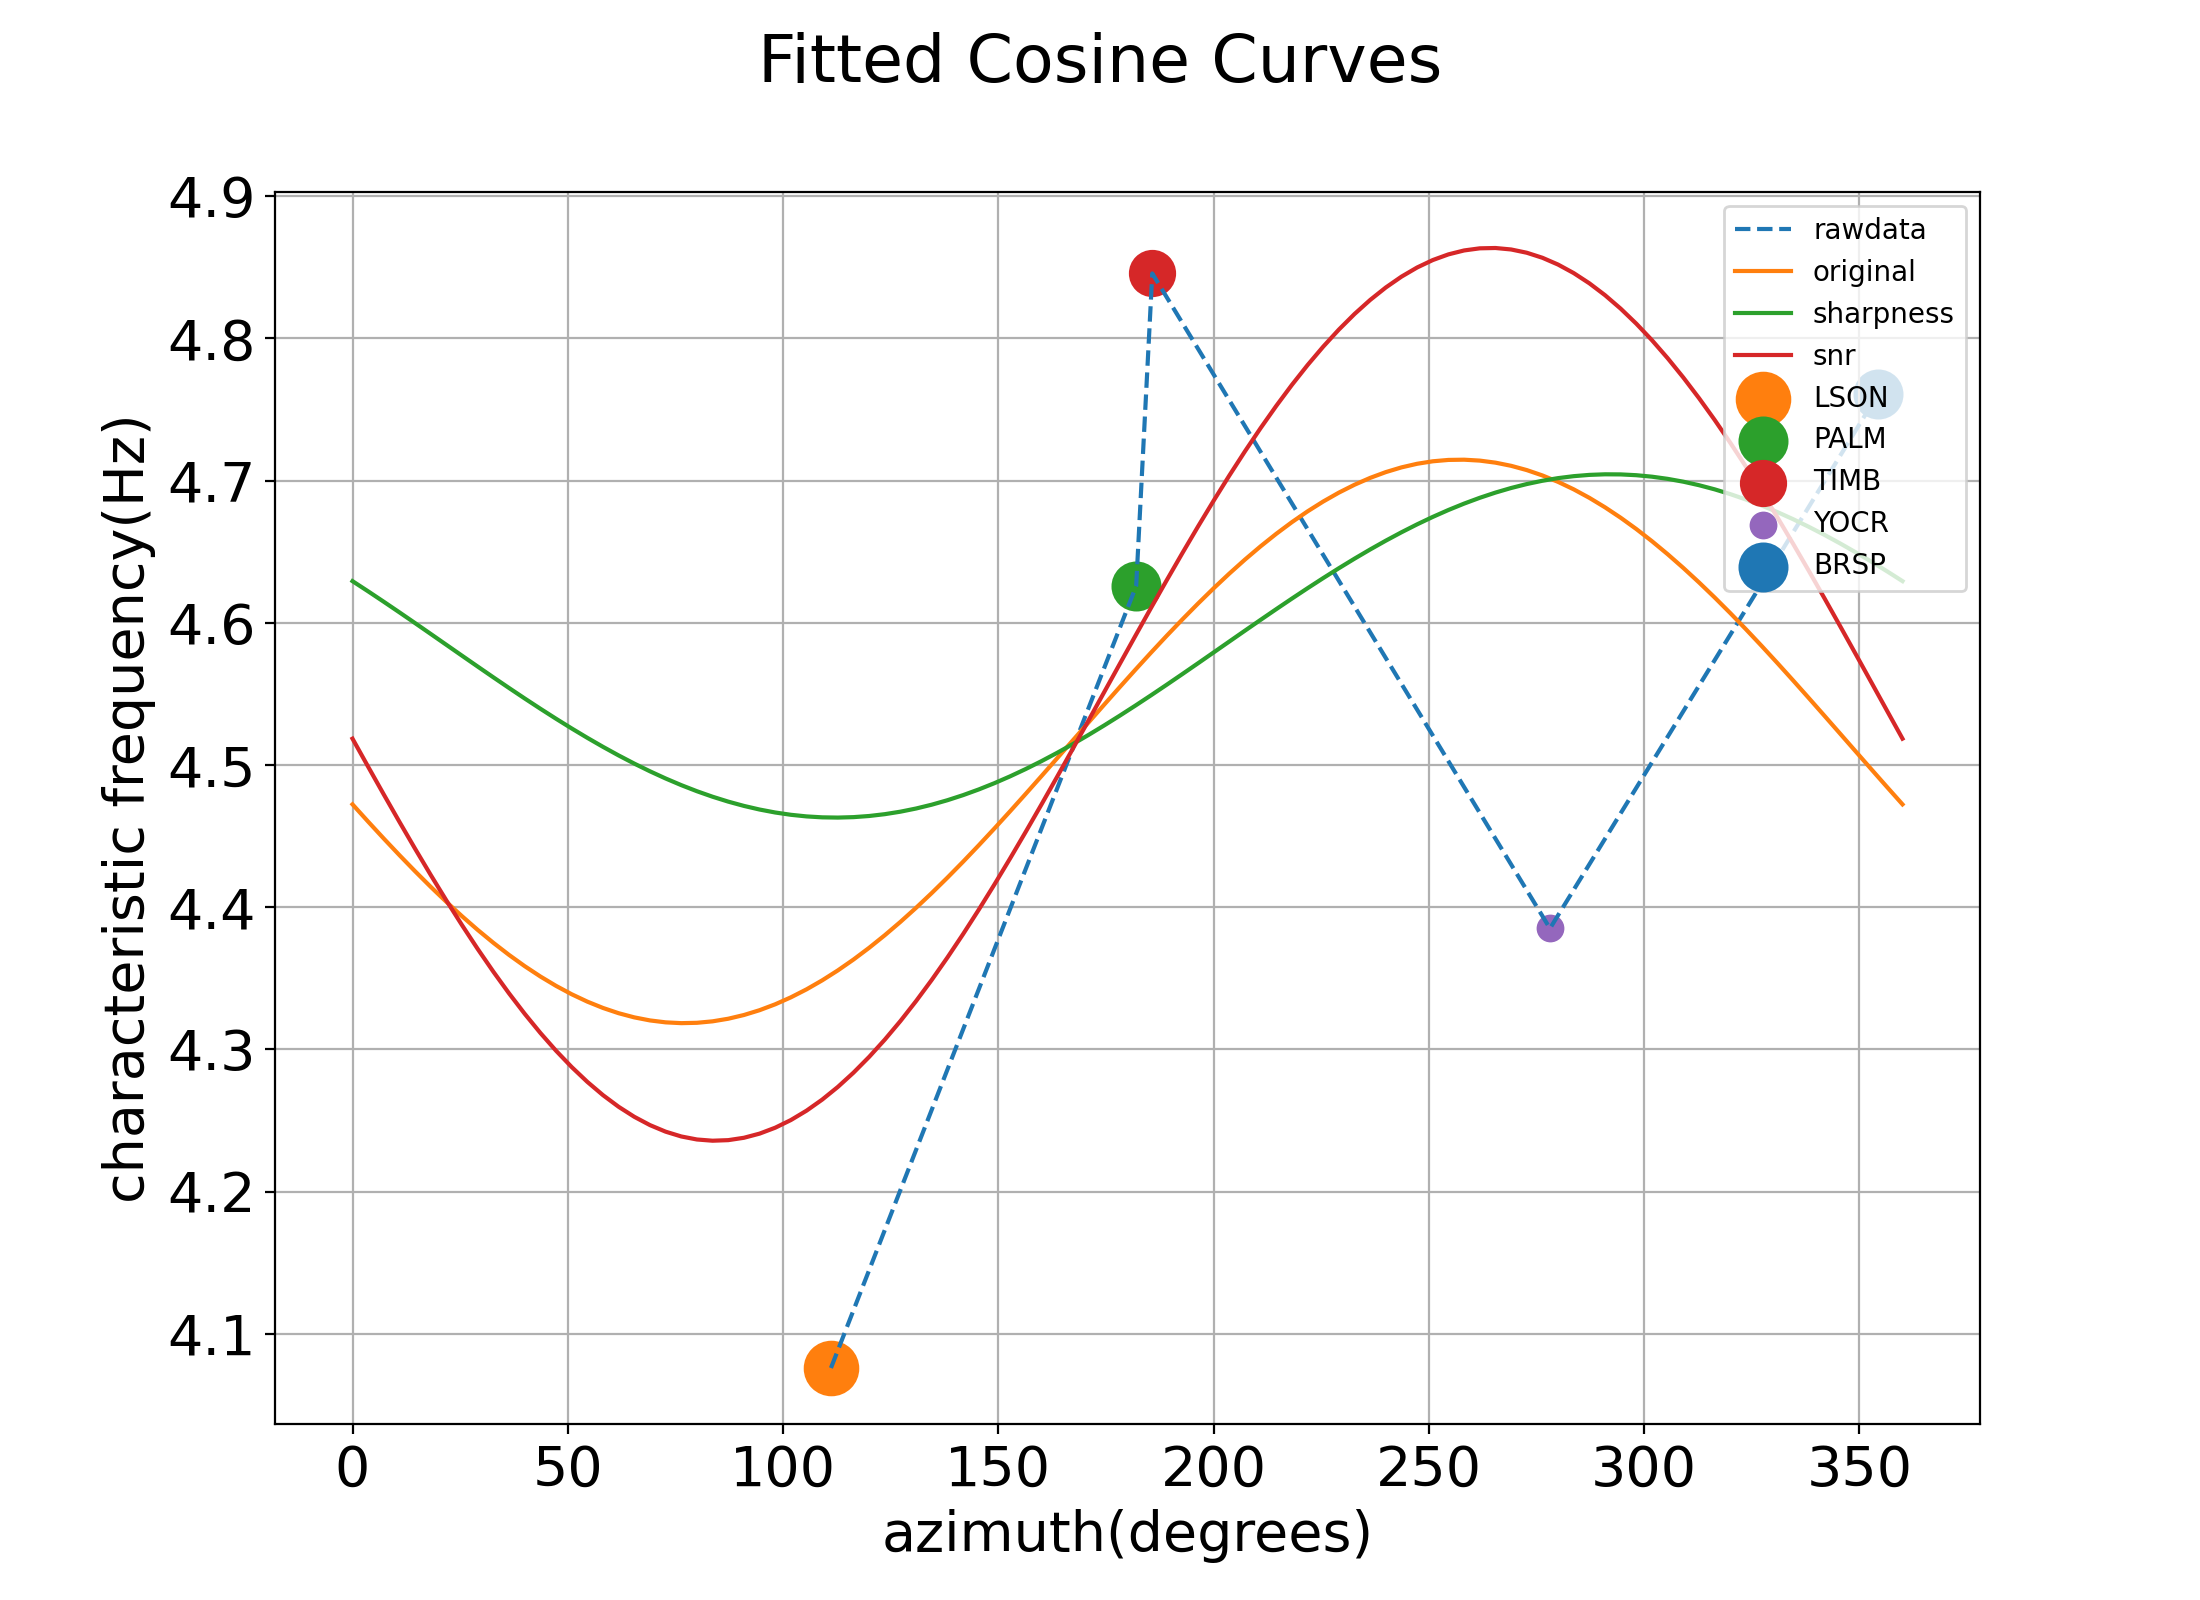 Fitted Cosine Curves
characteristic frequency(Hz)
4.9
4.8
4.7
4.6
4.5
4.4
4.3
4.2
4.1
rawdata
original
sharpness
snr
LSON
PALM
TIMB
YOCR
BRSP
0 50 100 150 200 250 300 350
azimuth(degrees)